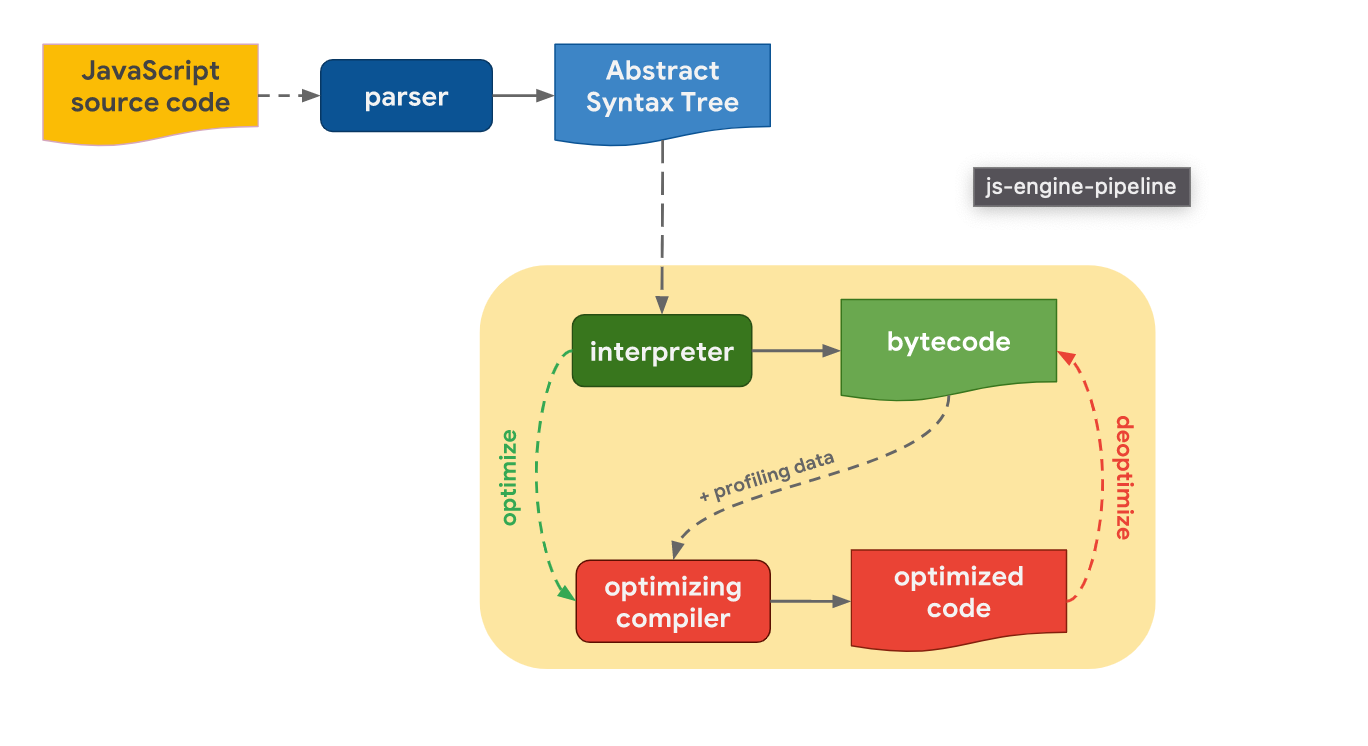 JavaScript
source code
parser
Abstract
Syntax Tree
js-engine-pipeline
interpreter
bytecode
optimize
+ profiling data
deoptimize
optimizing
compiler
optimized
code